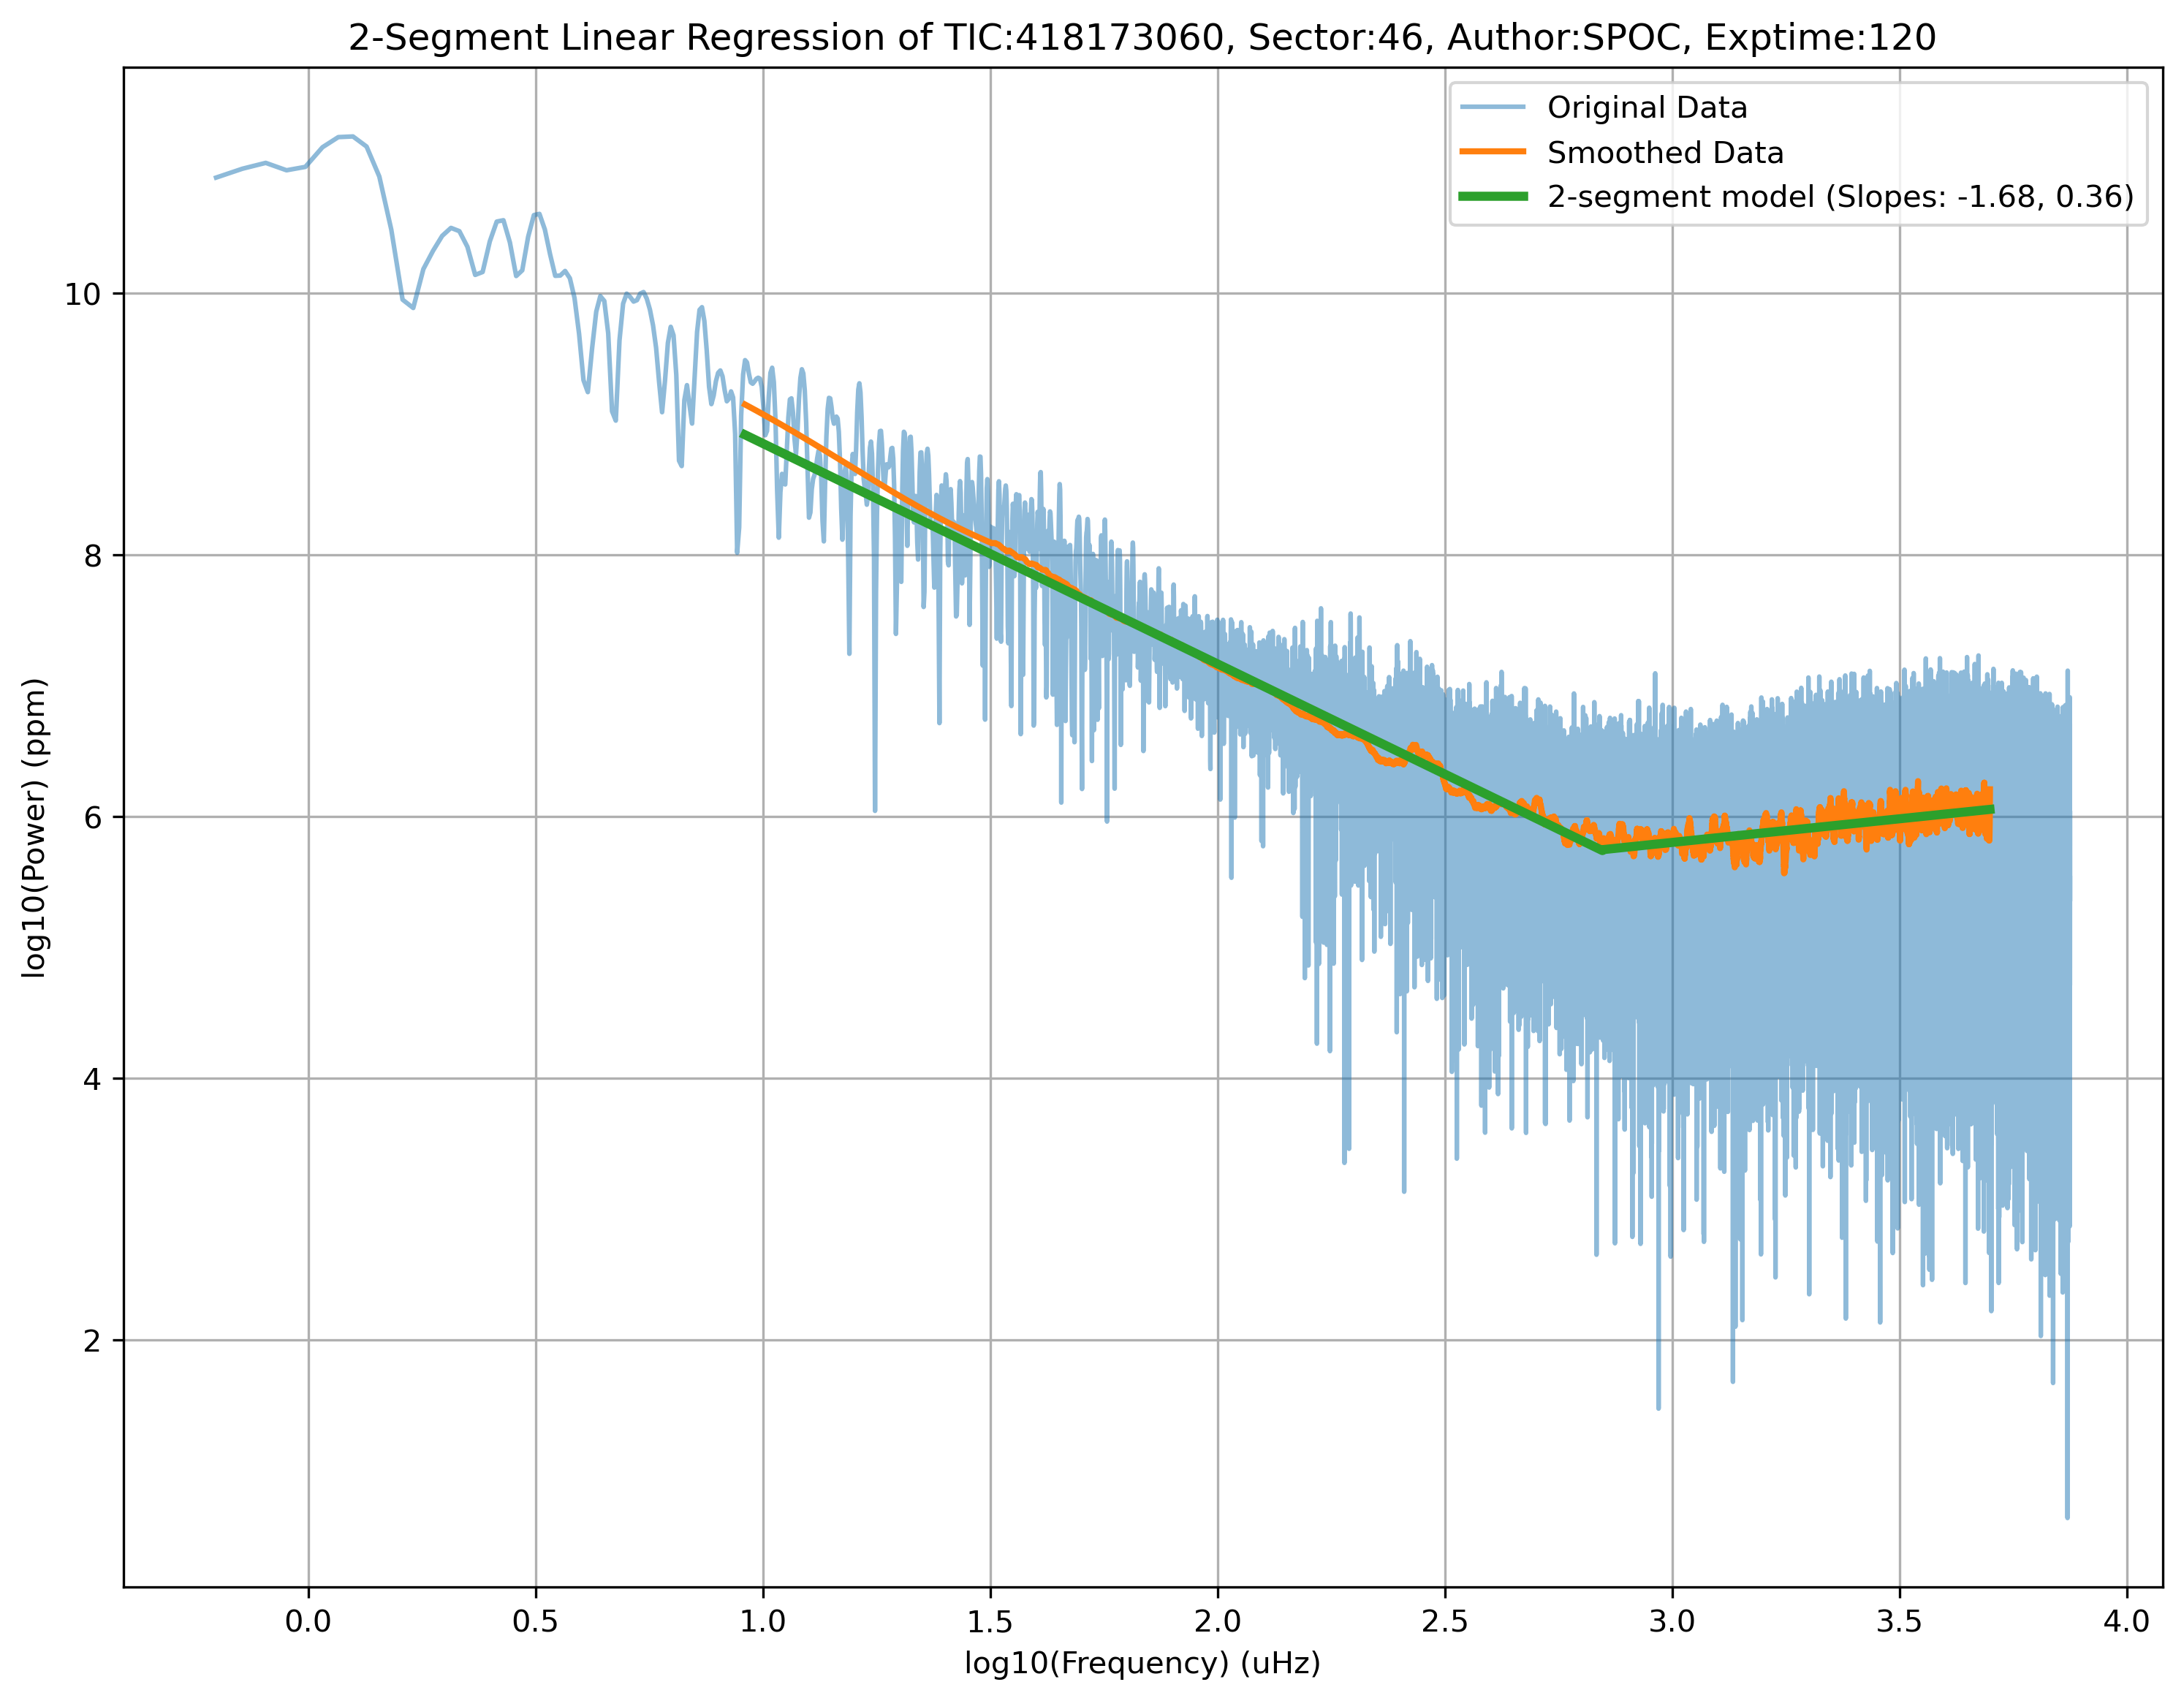 2-Segment Linear Regression of TIC:418173060, Sector:46, Author:SPOC, Exptime:120
Original Data
Smoothed Data
2-segment model (Slopes: -1.68, 0.36)
log10(Power) (ppm)
10
8
6
4
2
0.0 0.5 1.0 1.5 2.0 2.5 3.0 3.5 4.0
log10(Frequency) (uHz)